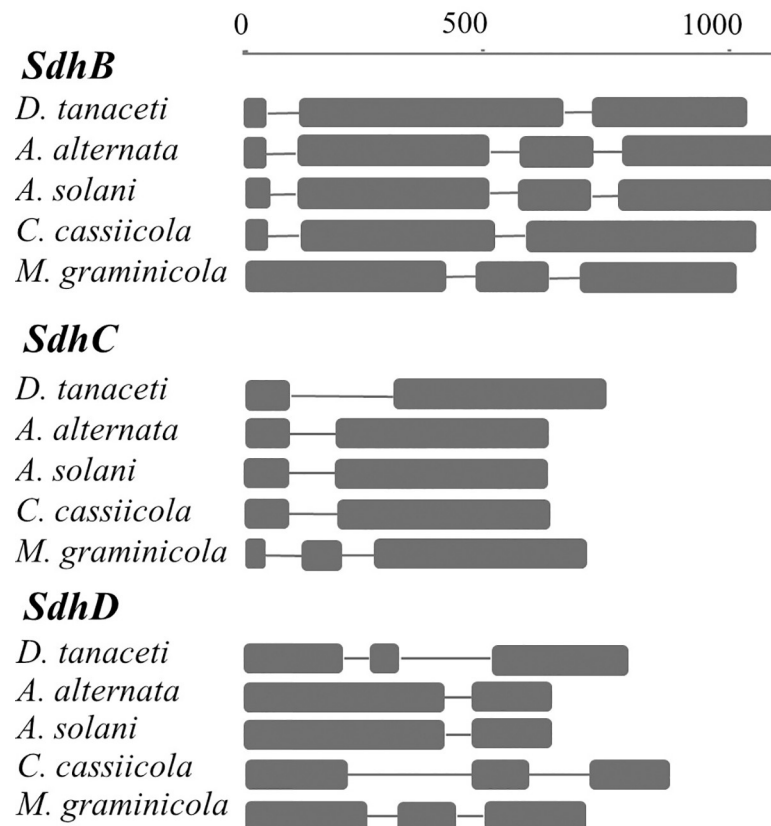 0 500 1000
SdhB
D. tanaceti
A. alternata
A. solani
C. cassiicola
M. graminicola
SdhC
D. tanaceti
A. alternata
A. solani
C. cassiicola
M. graminicola
SdhD
D. tanaceti
A. alternata
A. solani
C. cassiicola
M. graminicola